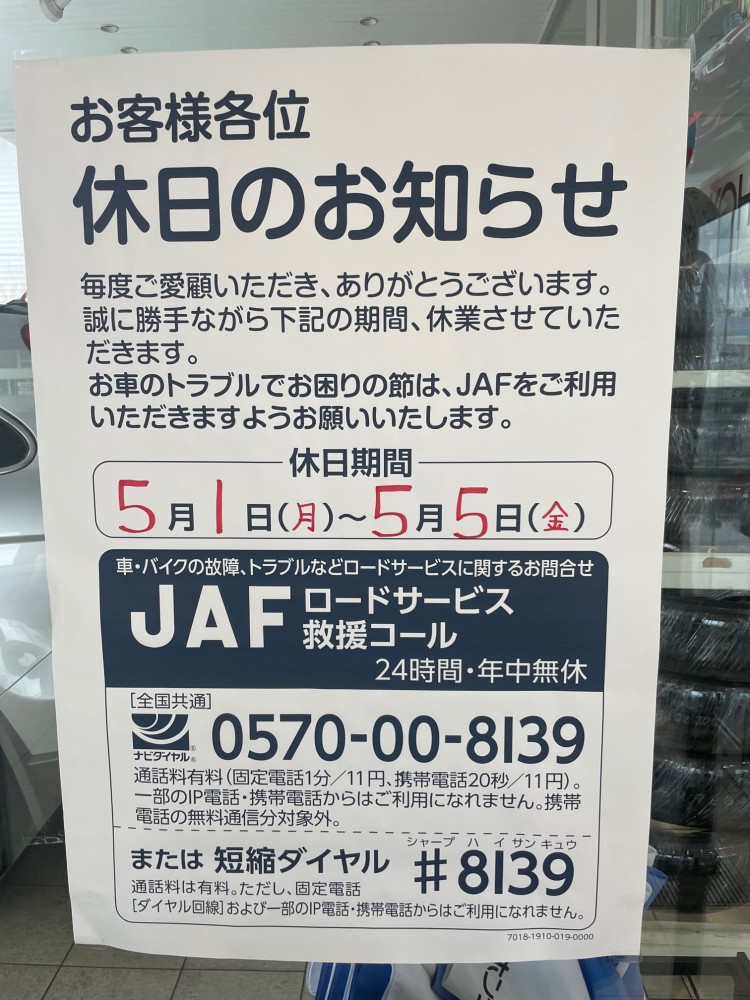 お客様各位
休日のお知らせ
毎度ご愛顧いただき、ありがとうございます。
誠に勝手ながら下記の期間、休業させていた
だきます。
お車のトラブルでお困りの節は、JAFをご利用
いただきますようお願いいたします。
休日期間
5月1日(月)～5月5日(金)
車・バイクの故障、トラブルなどロードサービスに関するお問合せ
JAF ロードサービス
救援コール
24時間・年中無休
[全国共通]
ナビダイヤル® 0570-00-8139
通話料有料(固定電話1分／11円、携帯電話20秒／11円)。
一部のIP電話・携帯電話からはご利用になれません。携帯
電話の無料通信分対象外。
シャープ ハイサンキュウ
または 短縮ダイヤル #8139
通話料は有料。ただし、固定電話
[ダイヤル回線]および一部のIP電話・携帯電話からはご利用になれません。
7018-1910-019-0000